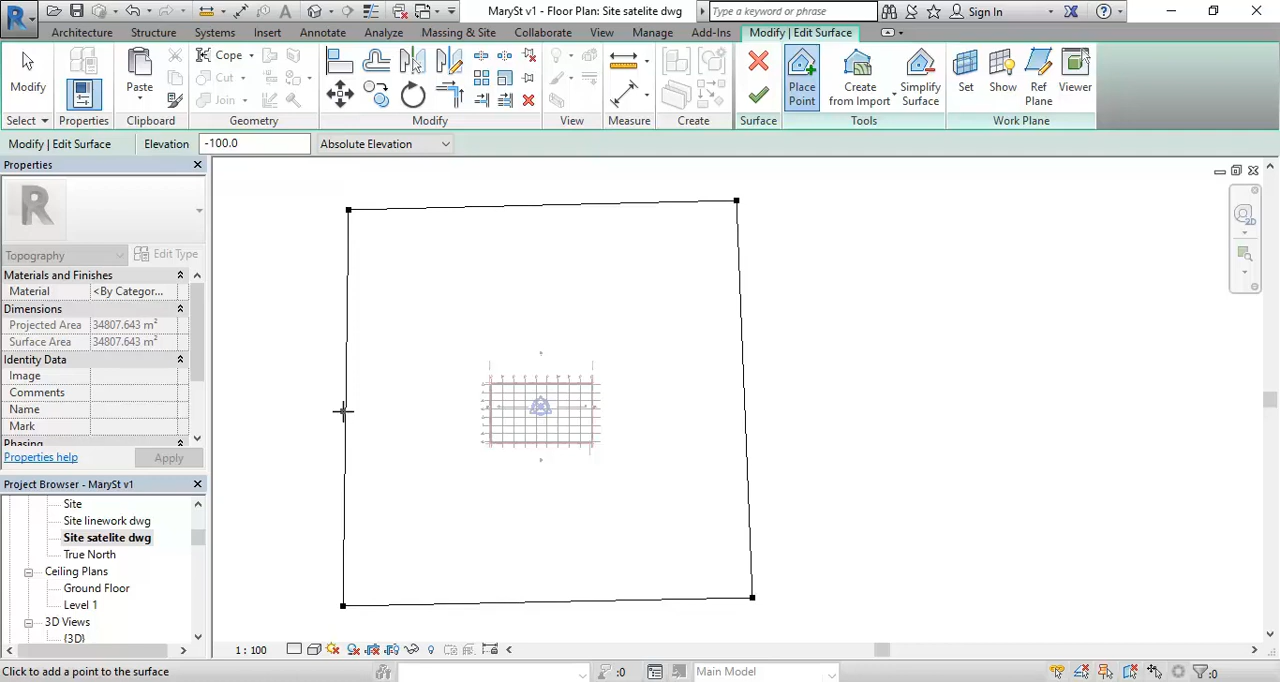 MarySt v1 - Floor Plan: Site satelite dwg
Type a keyword or phrase
Sign In
Architecture Structure Systems Insert Annotate Analyze Massing & Site Collaborate View Manage Add-Ins Modify | Edit Surface
Modify
Paste
Cope
Cut
Join
Place Point
Create from Import
Simplify Surface
Set
Show
Ref Plane
Viewer
Select Properties Clipboard Geometry Modify View Measure Create Surface Tools Work Plane
Modify | Edit Surface Elevation -100.0 Absolute Elevation
Properties
R
Topography Edit Type
Materials and Finishes
Material <By Categor...
Dimensions
Projected Area 34807.643 m²
Surface Area 34807.643 m²
Identity Data
Image
Comments
Name
Mark
Phasing
Properties help Apply
Project Browser - MarySt v1
Site
Site linework dwg
Site satelite dwg
True North
Ceiling Plans
Ground Floor
Level 1
3D Views
{3D}
1 : 100
Click to add a point to the surface
:0
Main Model
:0